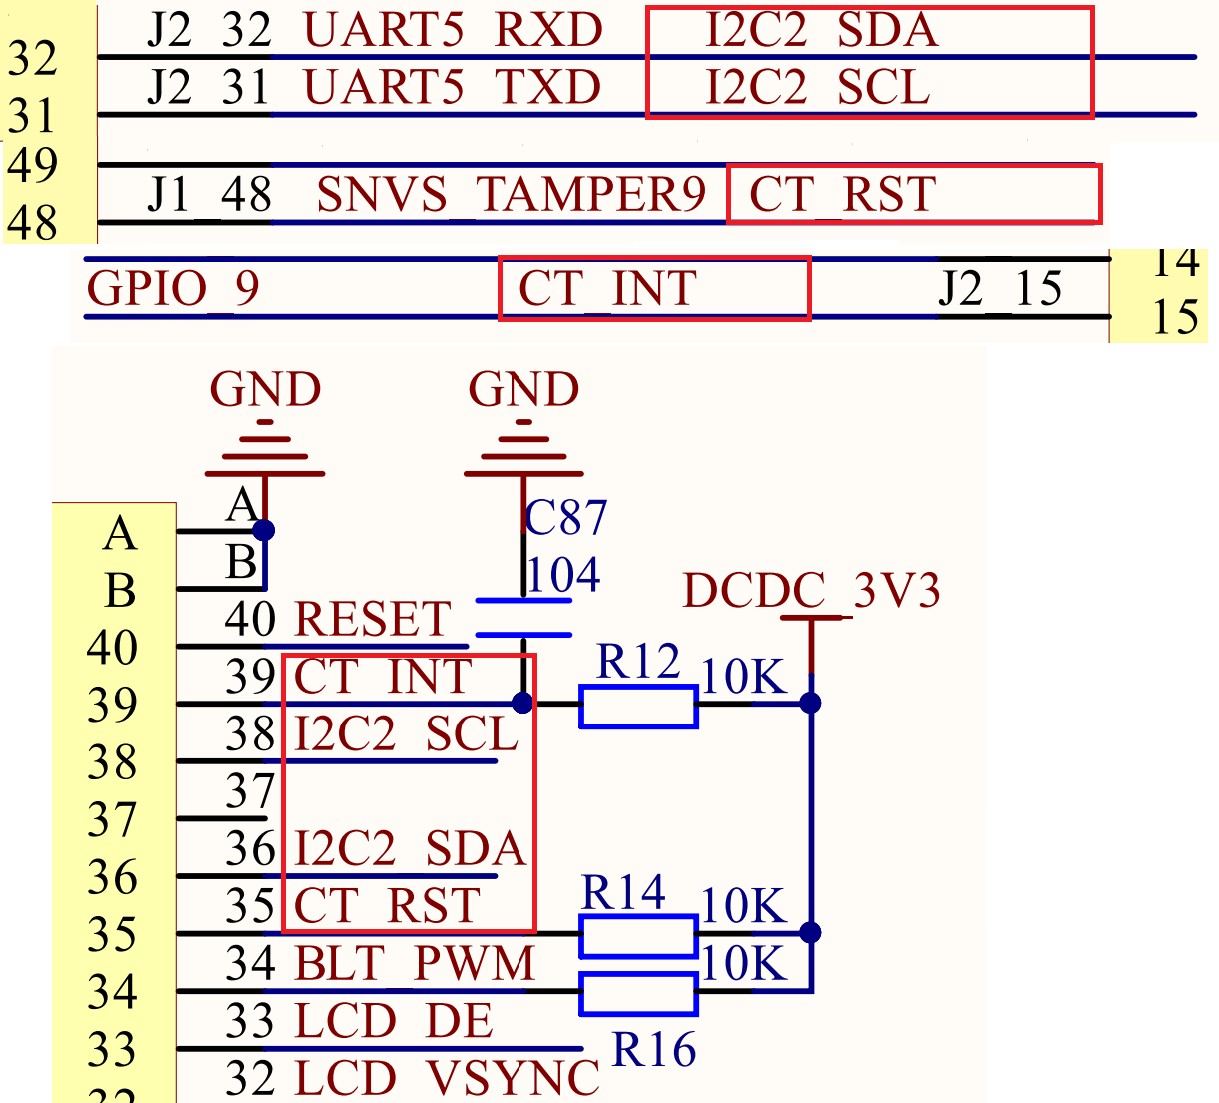 J2_32 UART5_RXD I2C2_SDA
32
J2_31 UART5_TXD I2C2_SCL
31
49
J1_48 SNVS_TAMPER9 CT_RST
48
14
GPIO_9 CT_INT J2_15
15
GND GND
A
A
C87
B
B
104
DCDC_3V3
40 RESET
40
R12
39 CT_INT 10K
39
38 I2C2_SCL
38
37
37
36 I2C2_SDA
36
R14
35 CT_RST 10K
35
34 BLT_PWM 10K
34
33 LCD_DE
33
R16
32 LCD_VSYNC
32